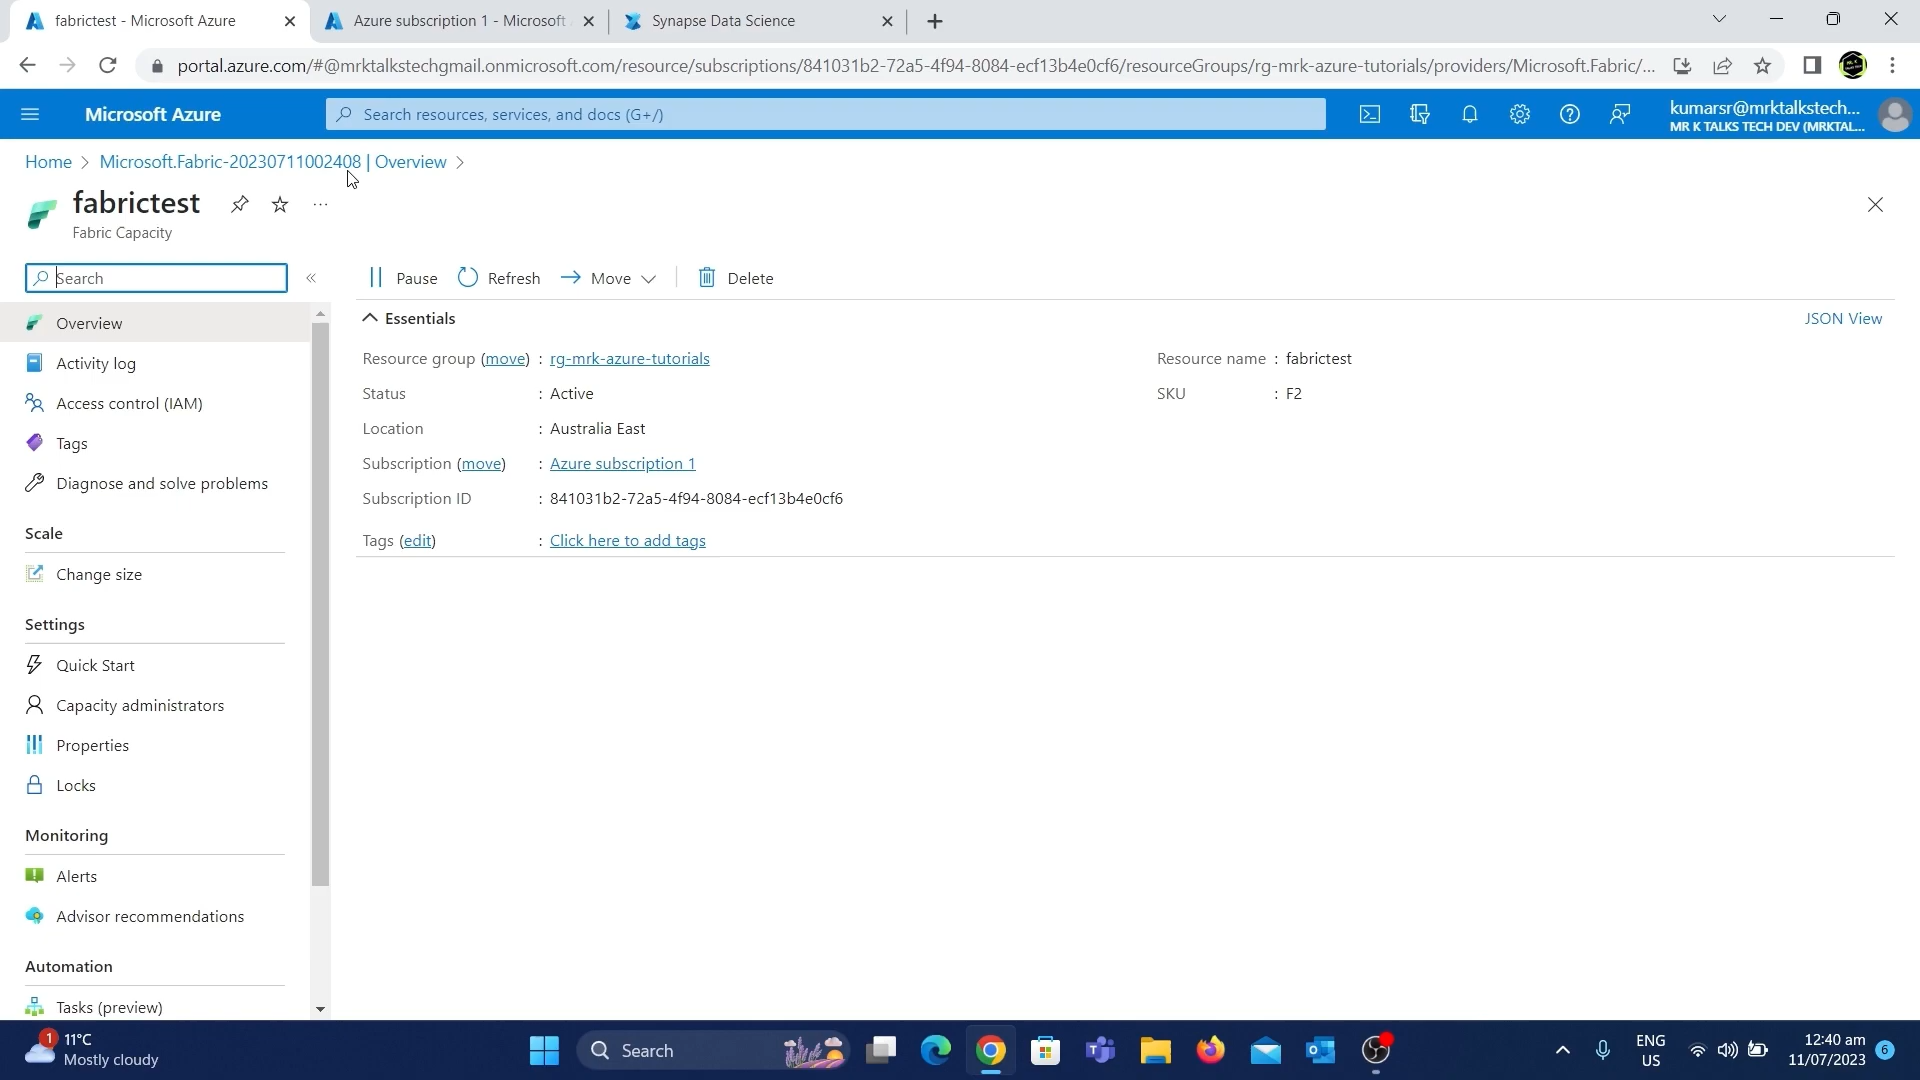 fabrictest - Microsoft Azure
Azure subscription 1 - Microsoft
Synapse Data Science
portal.azure.com/#@mrktalkstechgmail.onmicrosoft.com/resource/subscriptions/841031b2-72a5-4f94-8084-ecf13b4e0cf6/resourceGroups/rg-mrk-azure-tutorials/providers/Microsoft.Fabric/...
Microsoft Azure
Search resources, services, and docs (G+/)
kumarsr@mrktalkstech...
MR K TALKS TECH DEV (MRKTAL...
Home > Microsoft.Fabric-20230711002408 | Overview >
fabrictest
Fabric Capacity
Search
Pause Refresh Move Delete
Overview
Activity log
Access control (IAM)
Tags
Diagnose and solve problems
Scale
Change size
Settings
Quick Start
Capacity administrators
Properties
Locks
Monitoring
Alerts
Advisor recommendations
Automation
Tasks (preview)
Essentials
JSON View
Resource group (move) : rg-mrk-azure-tutorials
Status : Active
Location : Australia East
Subscription (move) : Azure subscription 1
Subscription ID : 841031b2-72a5-4f94-8084-ecf13b4e0cf6
Tags (edit) : Click here to add tags
Resource name : fabrictest
SKU : F2
1
11°C
Mostly cloudy
Search
ENG
US
12:40 am
11/07/2023
6